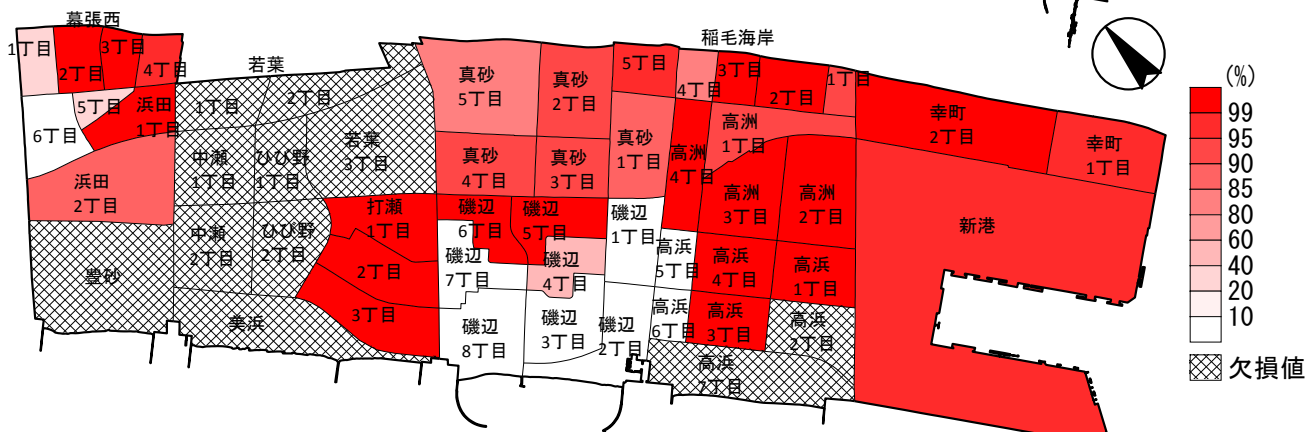 幕張西
1丁目
2丁目
3丁目
4丁目
5丁目
6丁目
浜田
1丁目
浜田
2丁目
豊砂
若葉
1丁目
2丁目
若葉
3丁目
中瀬
1丁目
ひび野
1丁目
中瀬
2丁目
ひび野
2丁目
美浜
打瀬
1丁目
2丁目
3丁目
真砂
5丁目
真砂
2丁目
真砂
4丁目
真砂
3丁目
真砂
1丁目
磯辺
6丁目
磯辺
5丁目
磯辺
7丁目
磯辺
4丁目
磯辺
1丁目
磯辺
8丁目
磯辺
3丁目
磯辺
2丁目
稲毛海岸
5丁目
4丁目
3丁目
2丁目
1丁目
高洲
1丁目
高洲
4丁目
高洲
3丁目
高洲
2丁目
高浜
5丁目
高浜
4丁目
高浜
1丁目
高浜
6丁目
高浜
3丁目
高浜
2丁目
高浜
7丁目
幸町
2丁目
幸町
1丁目
新港
(%)
99
95
90
85
80
60
40
20
10
欠損値